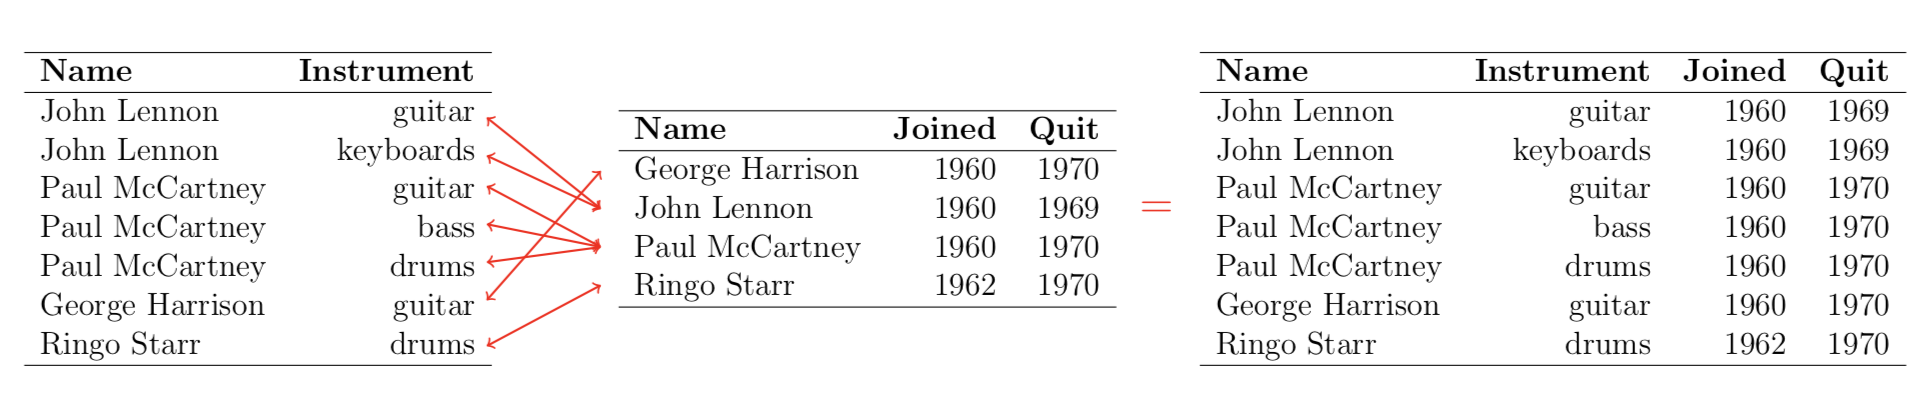 Name Instrument
John Lennon guitar
John Lennon keyboards
Paul McCartney guitar
Paul McCartney bass
Paul McCartney drums
George Harrison guitar
Ringo Starr drums
Name Joined Quit
George Harrison 1960 1970
John Lennon 1960 1969
Paul McCartney 1960 1970
Ringo Starr 1962 1970
=
Name Instrument Joined Quit
John Lennon guitar 1960 1969
John Lennon keyboards 1960 1969
Paul McCartney guitar 1960 1970
Paul McCartney bass 1960 1970
Paul McCartney drums 1960 1970
George Harrison guitar 1960 1970
Ringo Starr drums 1962 1970